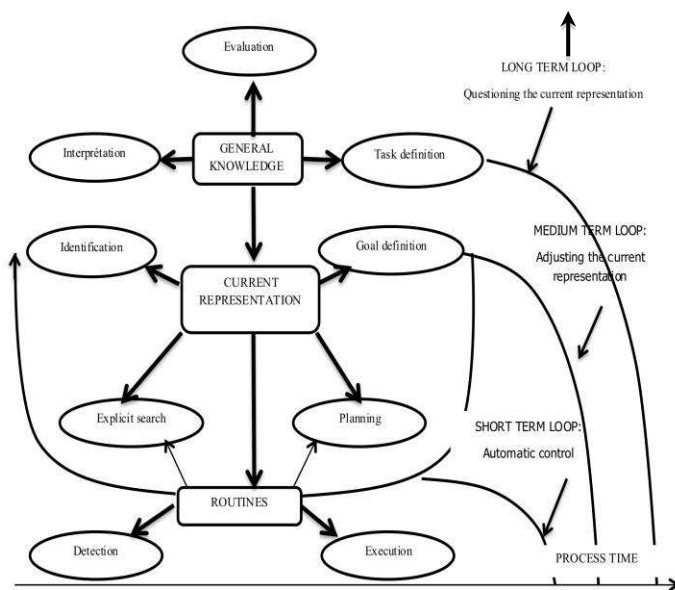 Evaluation
LONG TERM LOOP:
Questioning the current representation
Interprétation
GENERAL
KNOWLEDGE
Task definition
Identification
Goal definition
MEDIUM TERM LOOP:
Adjusting the current
representation
CURRENT
REPRESENTATION
Explicit search
Planning
SHORT TERM LOOP:
Automatic control
ROUTINES
Detection
Execution
PROCESS TIME